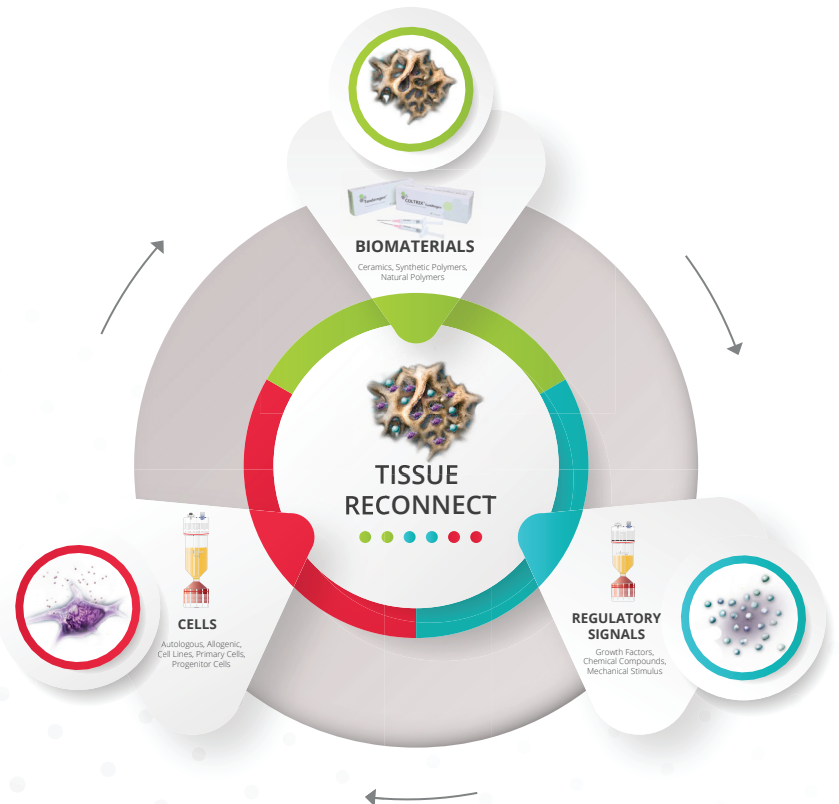 BIOMATERIALS
Ceramics, Synthetic Polymers,
Natural Polymers
TISSUE
RECONNECT
CELLS
Autologous, Allogenic,
Cell Lines, Primary Cells,
Progenitor Cells
REGULATORY
SIGNALS
Growth Factors,
Chemical Compounds,
Mechanical Stimulus